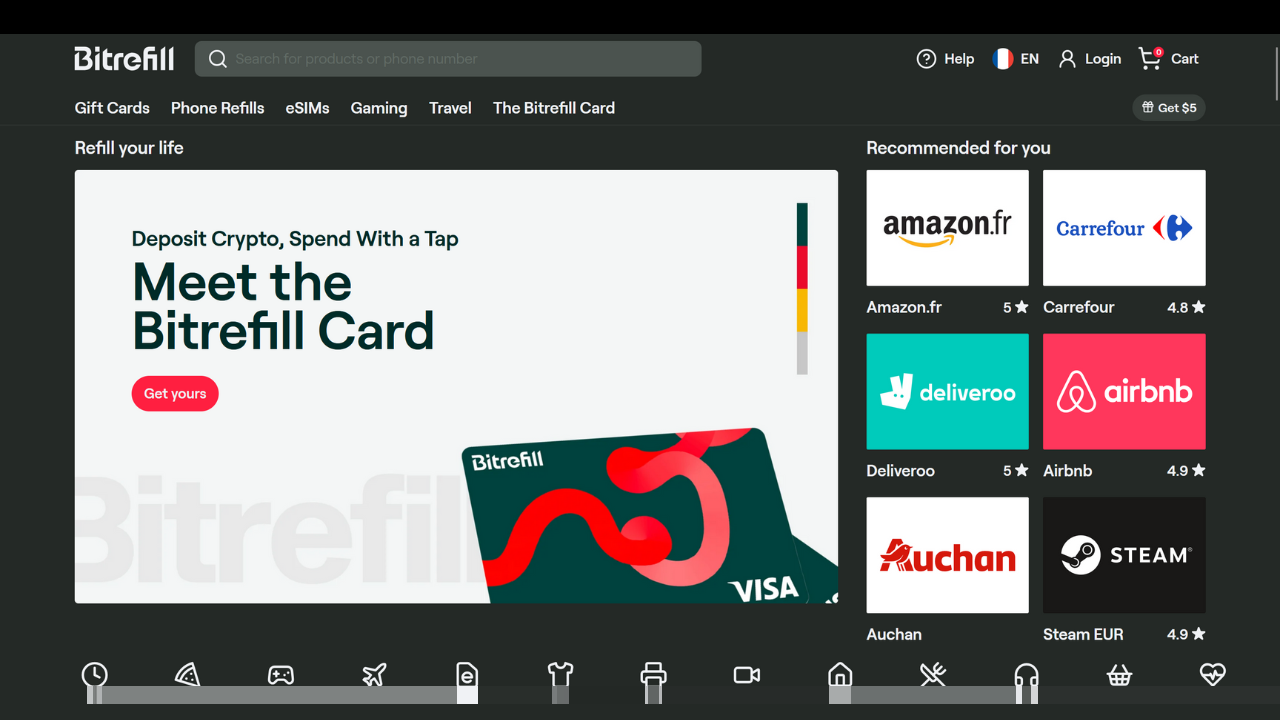 Bitrefill
Search for products or phone number
Help
EN
Login
0
Cart
Gift Cards
Phone Refills
eSIMs
Gaming
Travel
The Bitrefill Card
Get $5
Refill your life
Deposit Crypto, Spend With a Tap
Meet the
Bitrefill Card
Get yours
Bitrefill
Bitrefill
VISA
Recommended for you
amazon.fr
Carrefour
Amazon.fr 5
Carrefour 4.8
deliveroo
airbnb
Deliveroo 5
Airbnb 4.9
Auchan
STEAM
Auchan
Steam EUR 4.9